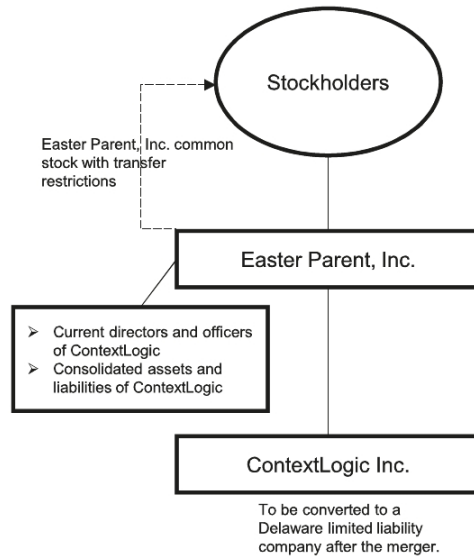 Stockholders
Easter Parent, Inc. common
stock with transfer
restrictions
Easter Parent, Inc.
➢ Current directors and officers
of ContextLogic
➢ Consolidated assets and
liabilities of ContextLogic
ContextLogic Inc.
To be converted to a
Delaware limited liability
company after the merger.